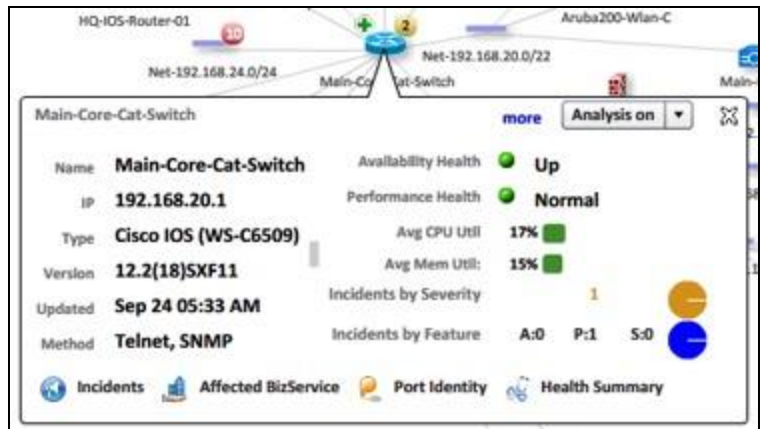 HQ-IOS-Router-01
10
2
Aruba200-Wlan-C
Net-192.168.24.0/24
Net-192.168.20.0/22
Main-Co
at-Switch
Main-
Main-Core-Cat-Switch
more
Analysis on
Name Main-Core-Cat-Switch
Availability Health Up
IP 192.168.20.1
Performance Health Normal
Type Cisco IOS (WS-C6509)
Avg CPU Util 17%
Version 12.2(18)SXF11
Avg Mem Util: 15%
Updated Sep 24 05:33 AM
Incidents by Severity 1
Method Telnet, SNMP
Incidents by Feature A:0 P:1 S:0
Incidents Affected BizService Port Identity Health Summary